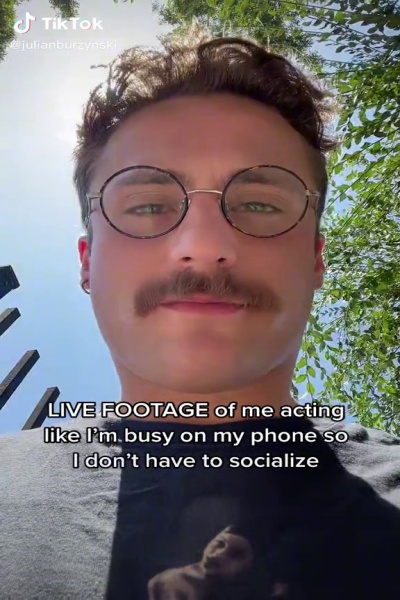 TikTok
@julianburzynski
LIVE FOOTAGE of me acting
like I'm busy on my phone so
I don't have to socialize